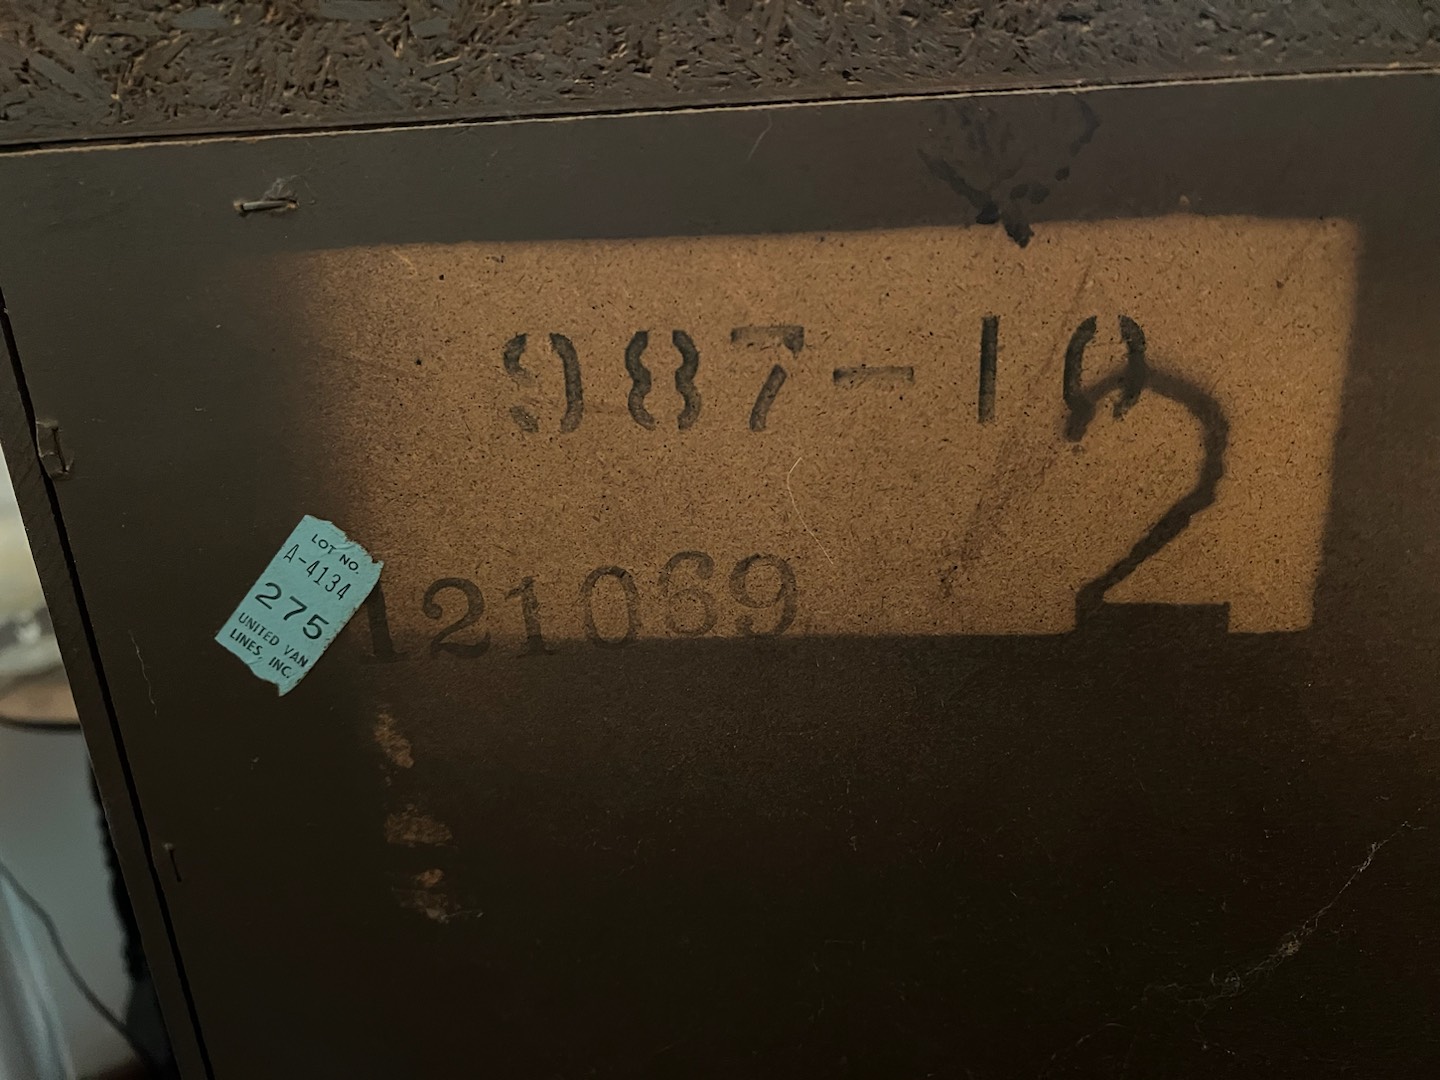 987-10
2
121069
LOT NO.
A-4134
275
UNITED VAN
LINES, INC.